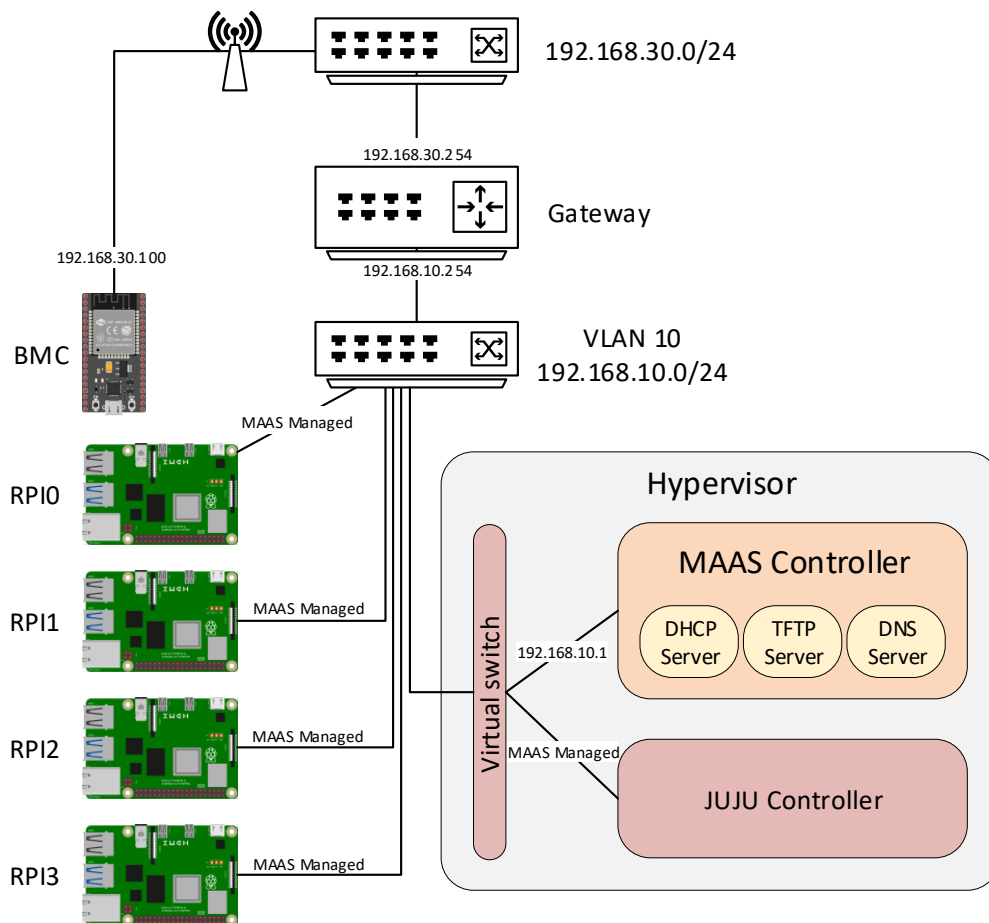 192.168.30.0/24
192.168.30.254
Gateway
192.168.10.254
192.168.30.100
BMC
VLAN 10
192.168.10.0/24
MAAS Managed
RPI0
MAAS Managed
RPI1
MAAS Managed
RPI2
MAAS Managed
RPI3
Hypervisor
Virtual switch
192.168.10.1
MAAS Managed
MAAS Controller
DHCP
Server
TFTP
Server
DNS
Server
JUJU Controller